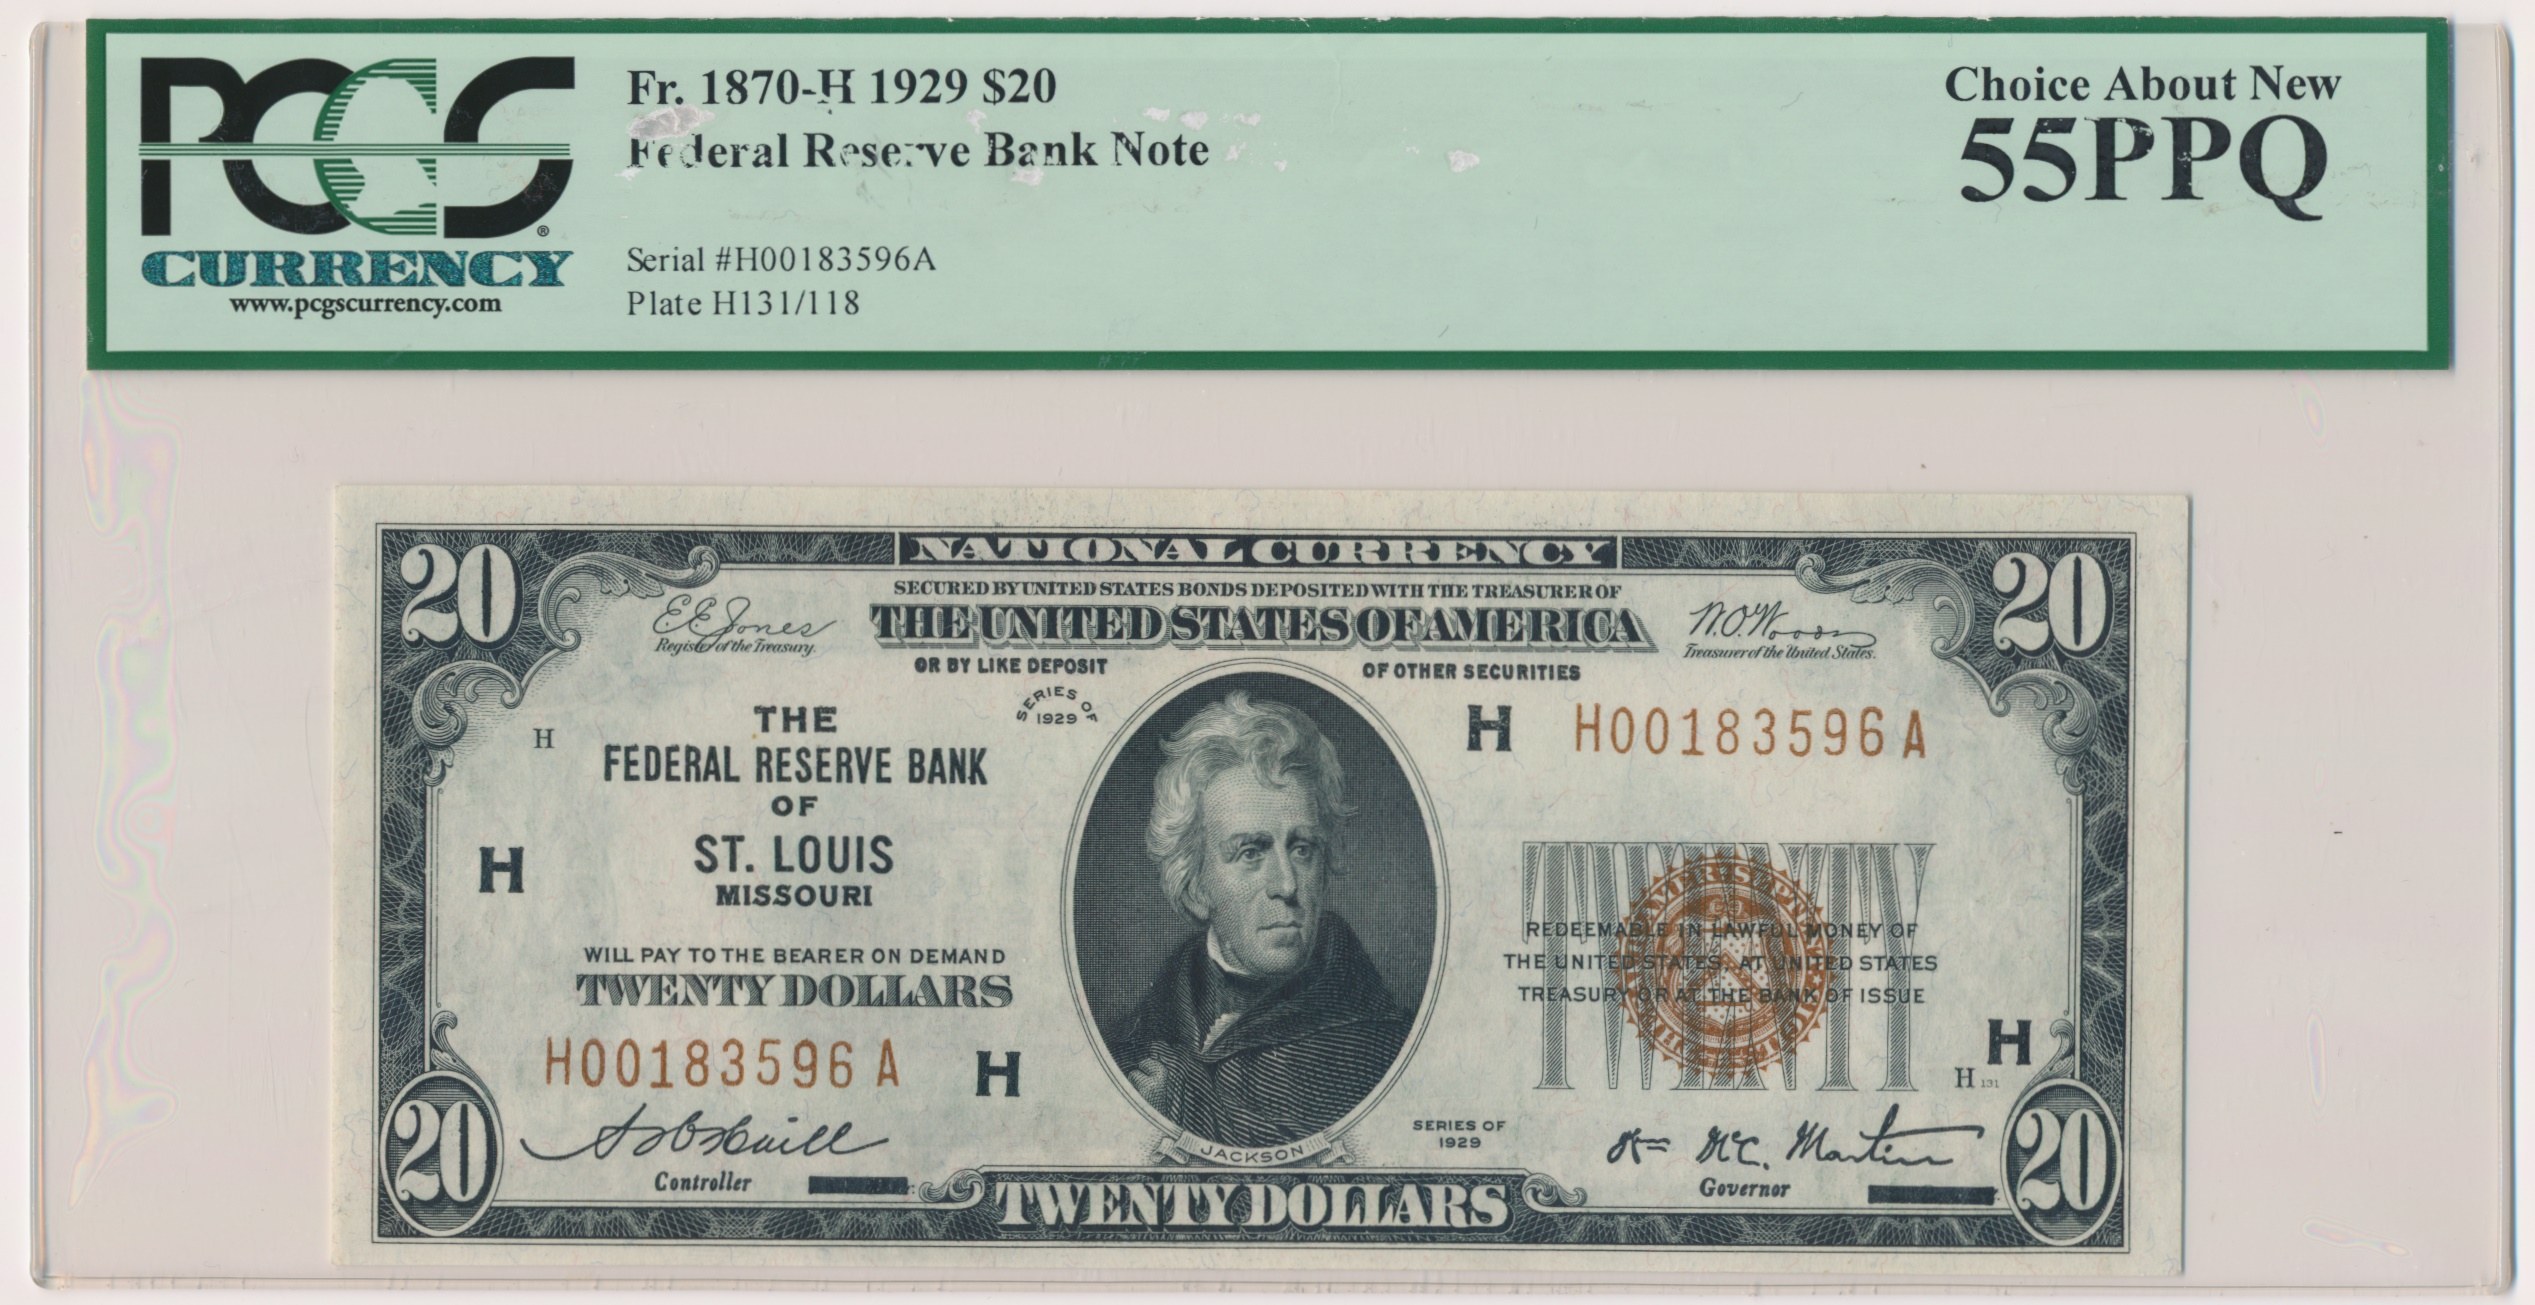 PCGS
CURRENCY
www.pcgscurrency.com
Fr. 1870-H 1929 $20
Federal Reserve Bank Note
Serial #H00183596A
Plate H131/118
Choice About New
55PPQ
20
NATIONAL CURRENCY
20
SECURED BY UNITED STATES BONDS DEPOSITED WITH THE TREASURER OF
THE UNITED STATES OF AMERICA
OR BY LIKE DEPOSIT OF OTHER SECURITIES
E. E. Jones
Register of the Treasury.
W. O. Woods
Treasurer of the United States.
SERIES OF
1929
H
THE
FEDERAL RESERVE BANK
OF
ST. LOUIS
MISSOURI
H
H H00183596A
WILL PAY TO THE BEARER ON DEMAND
TWENTY DOLLARS
H00183596A
H
TWENTY
REDEEMABLE IN LAWFUL MONEY OF
THE UNITED STATES, AT UNITED STATES
TREASURY OR AT THE BANK OF ISSUE
H
H 131
Controller
JACKSON
SERIES OF
1929
Wm McC. Martin
Governor
20
TWENTY DOLLARS
20